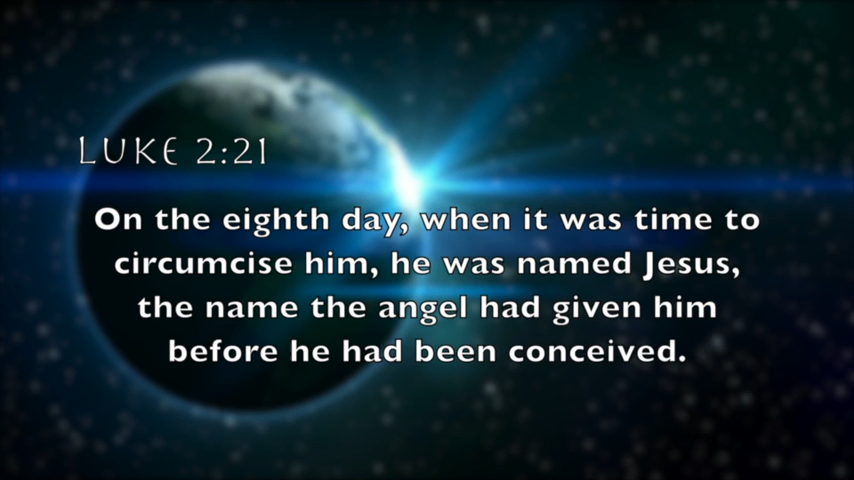 LUKE 2:21
On the eighth day, when it was time to
circumcise him, he was named Jesus,
the name the angel had given him
before he had been conceived.